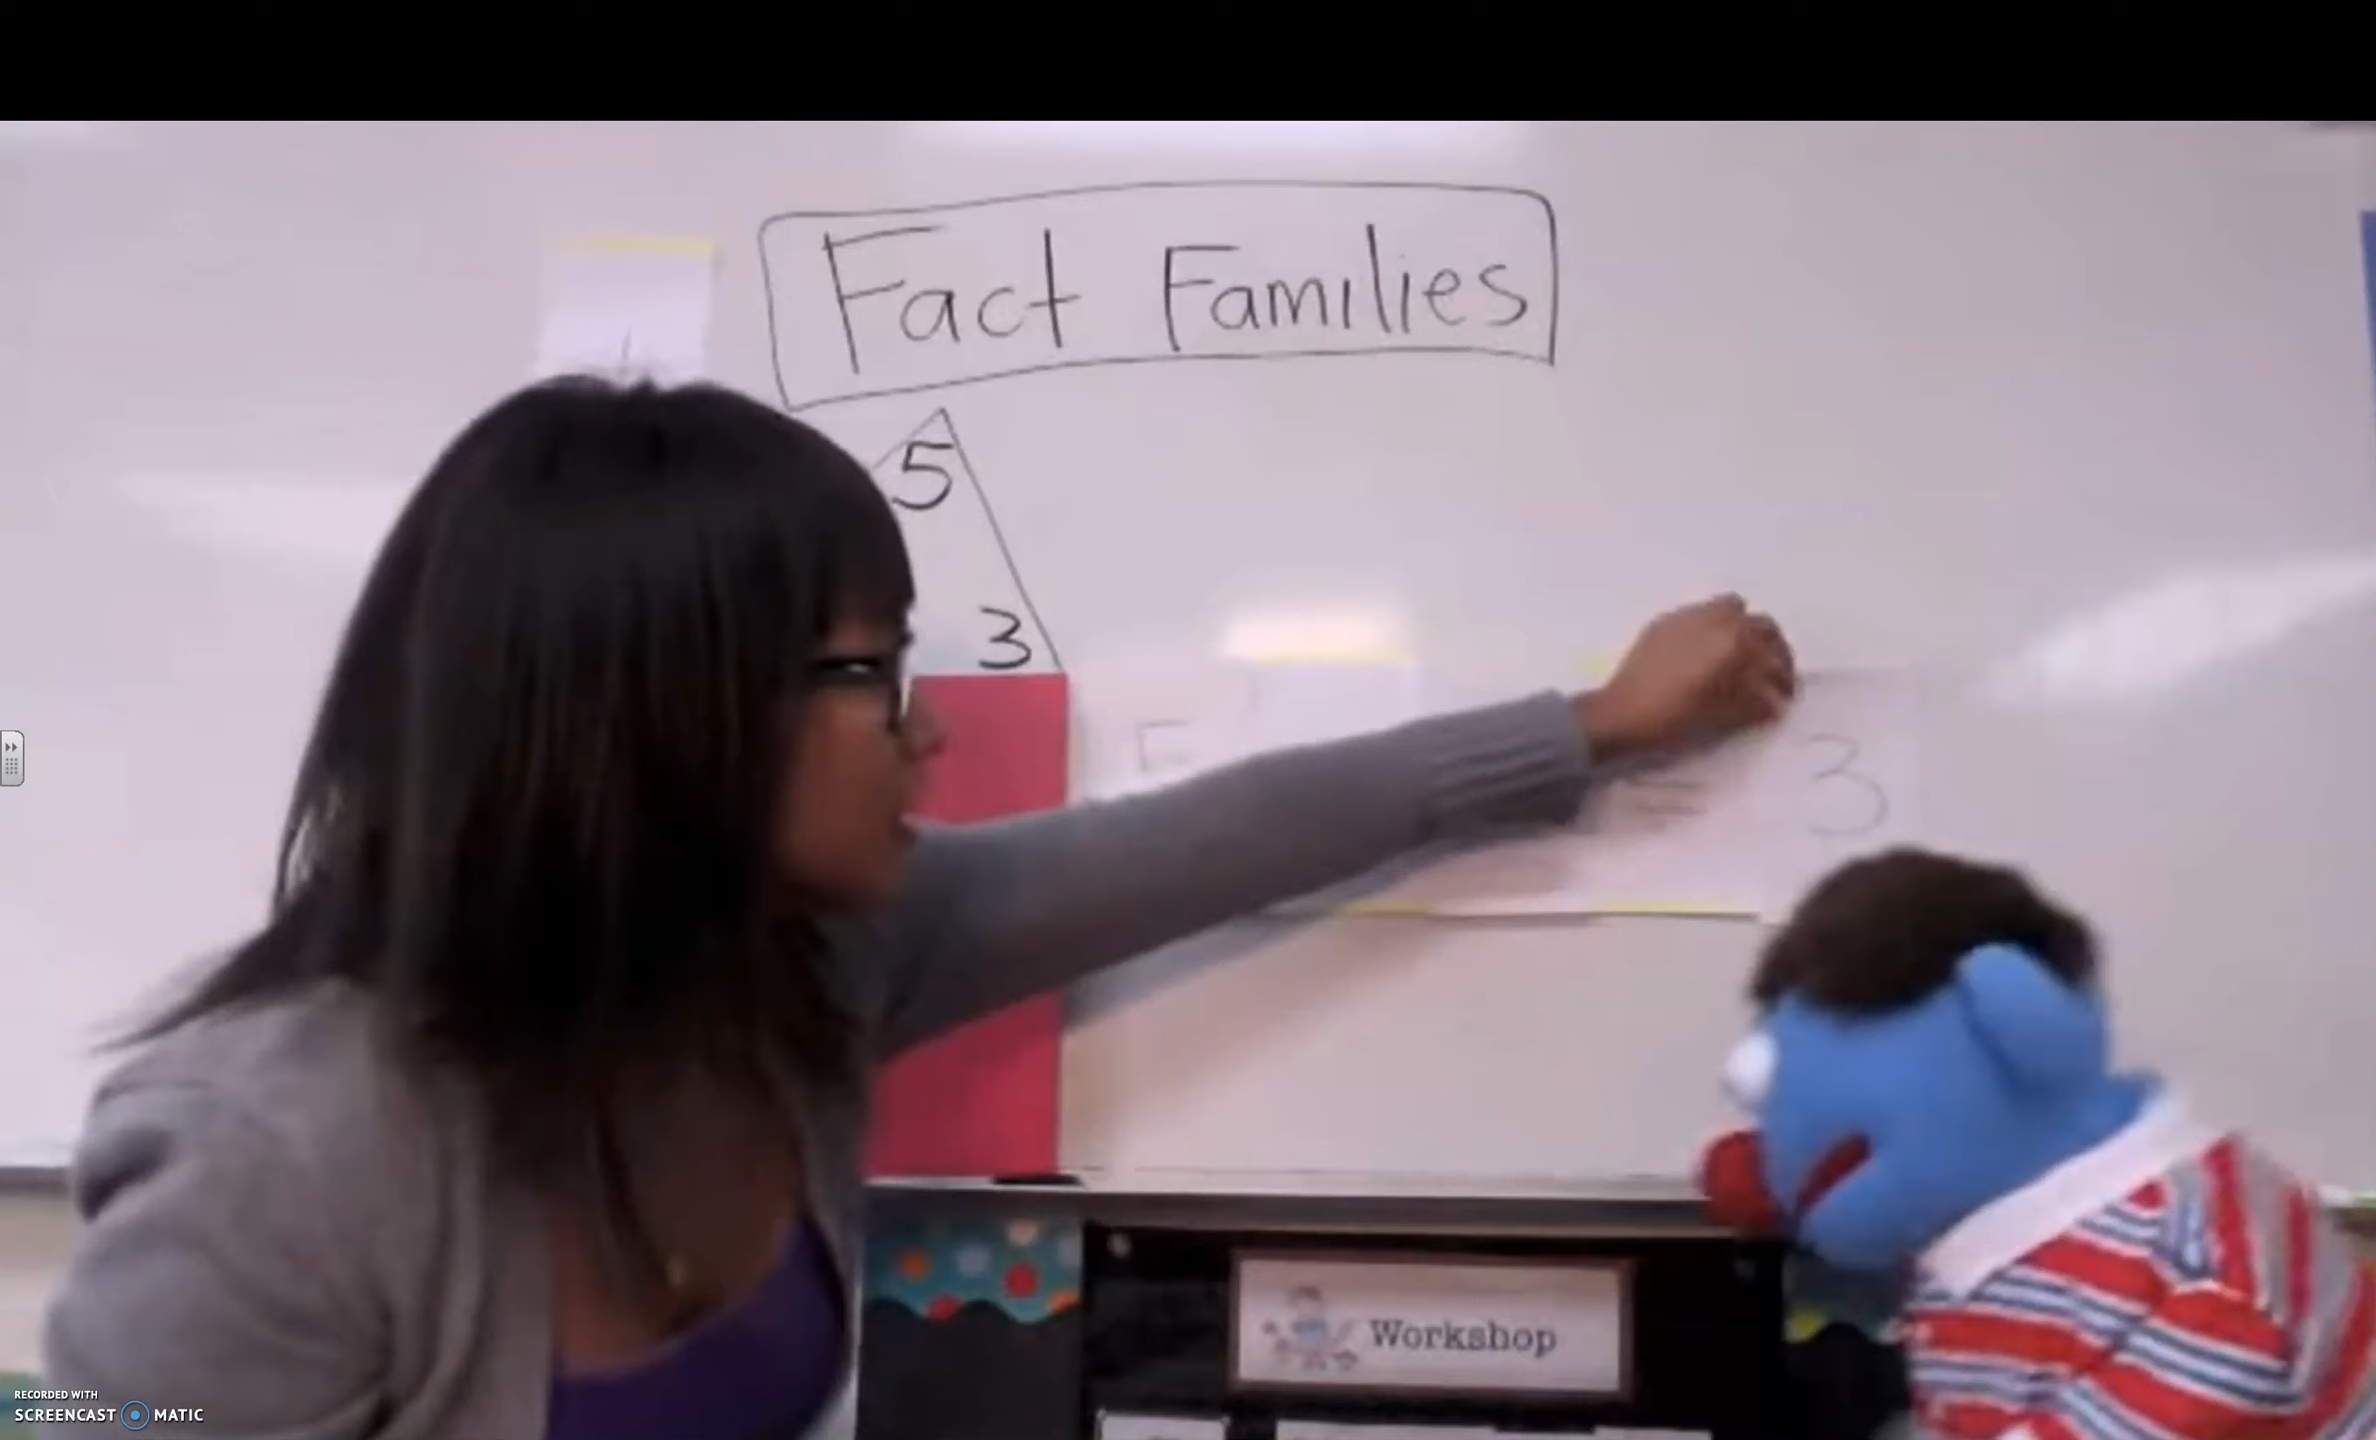 Fact Families
5
3
= 3
Workshop
RECORDED WITH
SCREENCAST MATIC